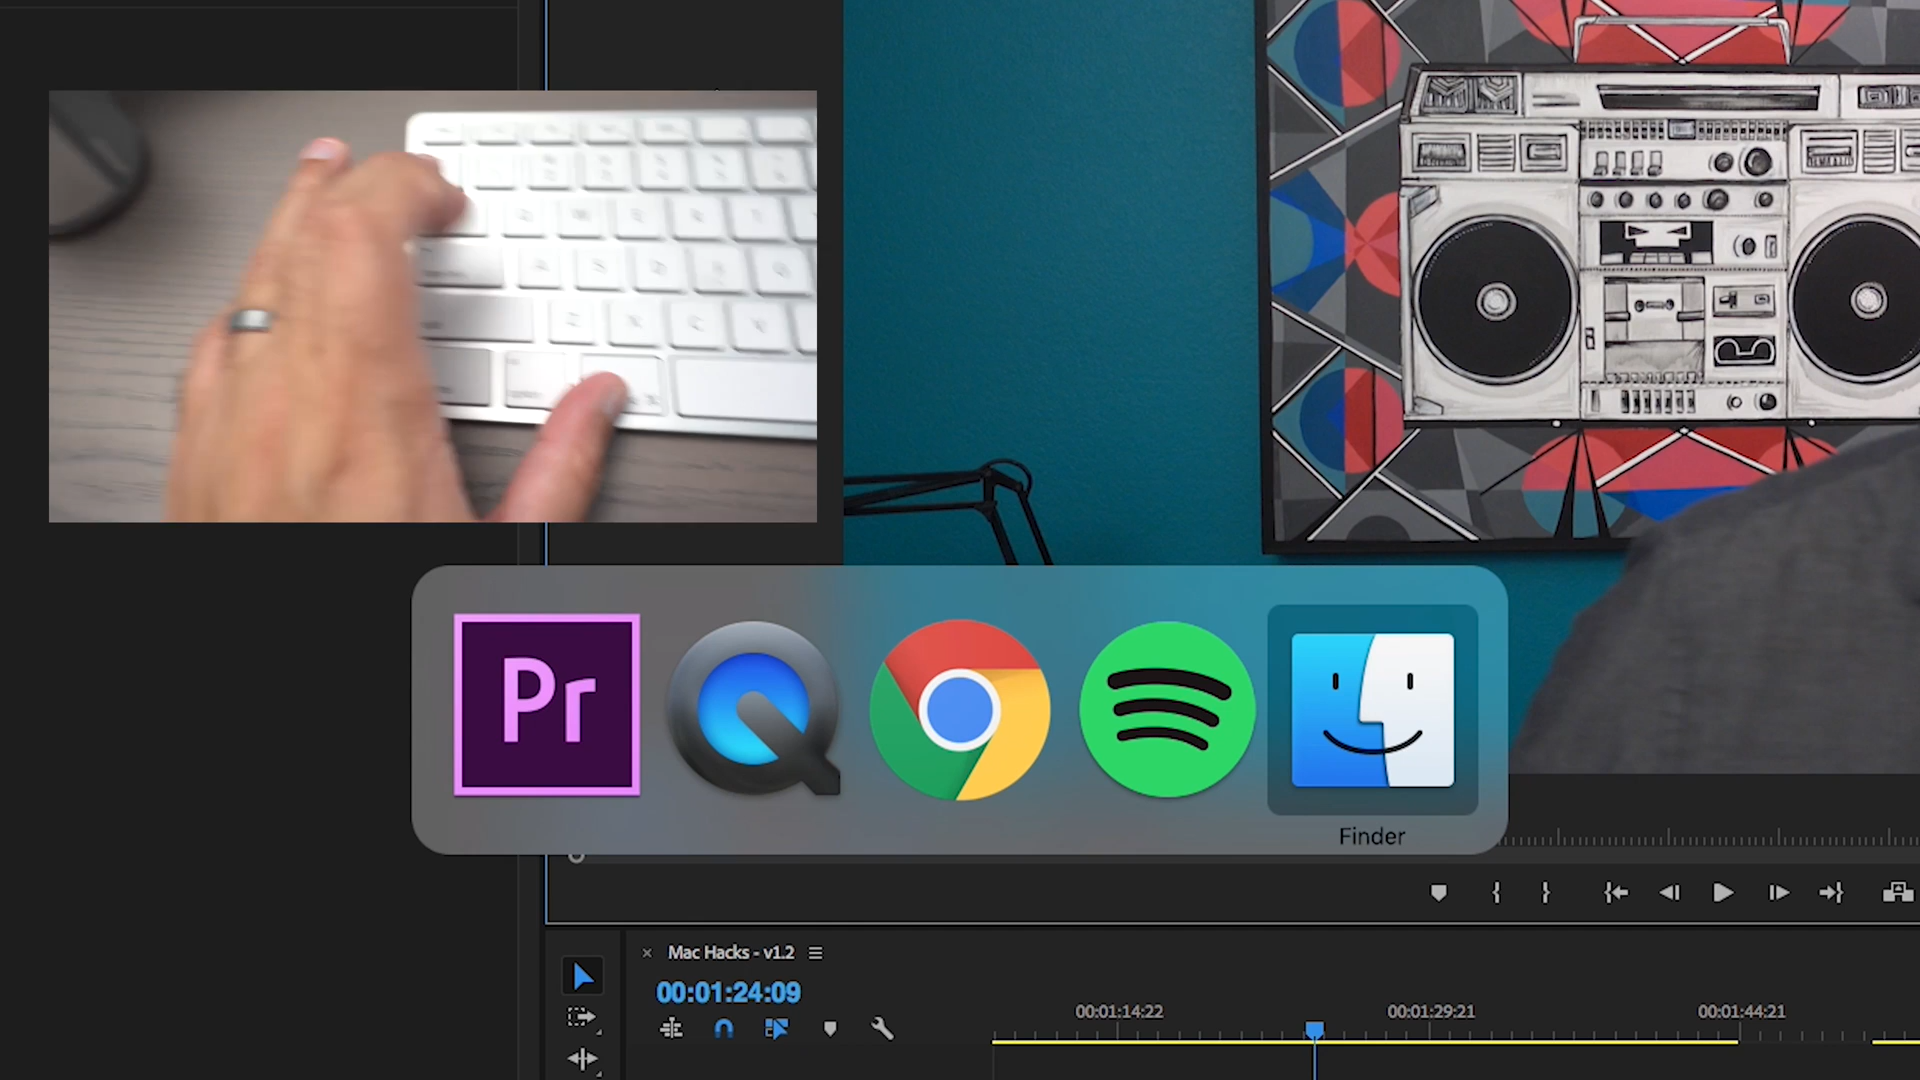 Q W E R T
A S D G
Z X C V
Pr
Finder
Mac Hacks - v1.2
00:01:24:09
00:01:14:22
00:01:29:21
00:01:44:21